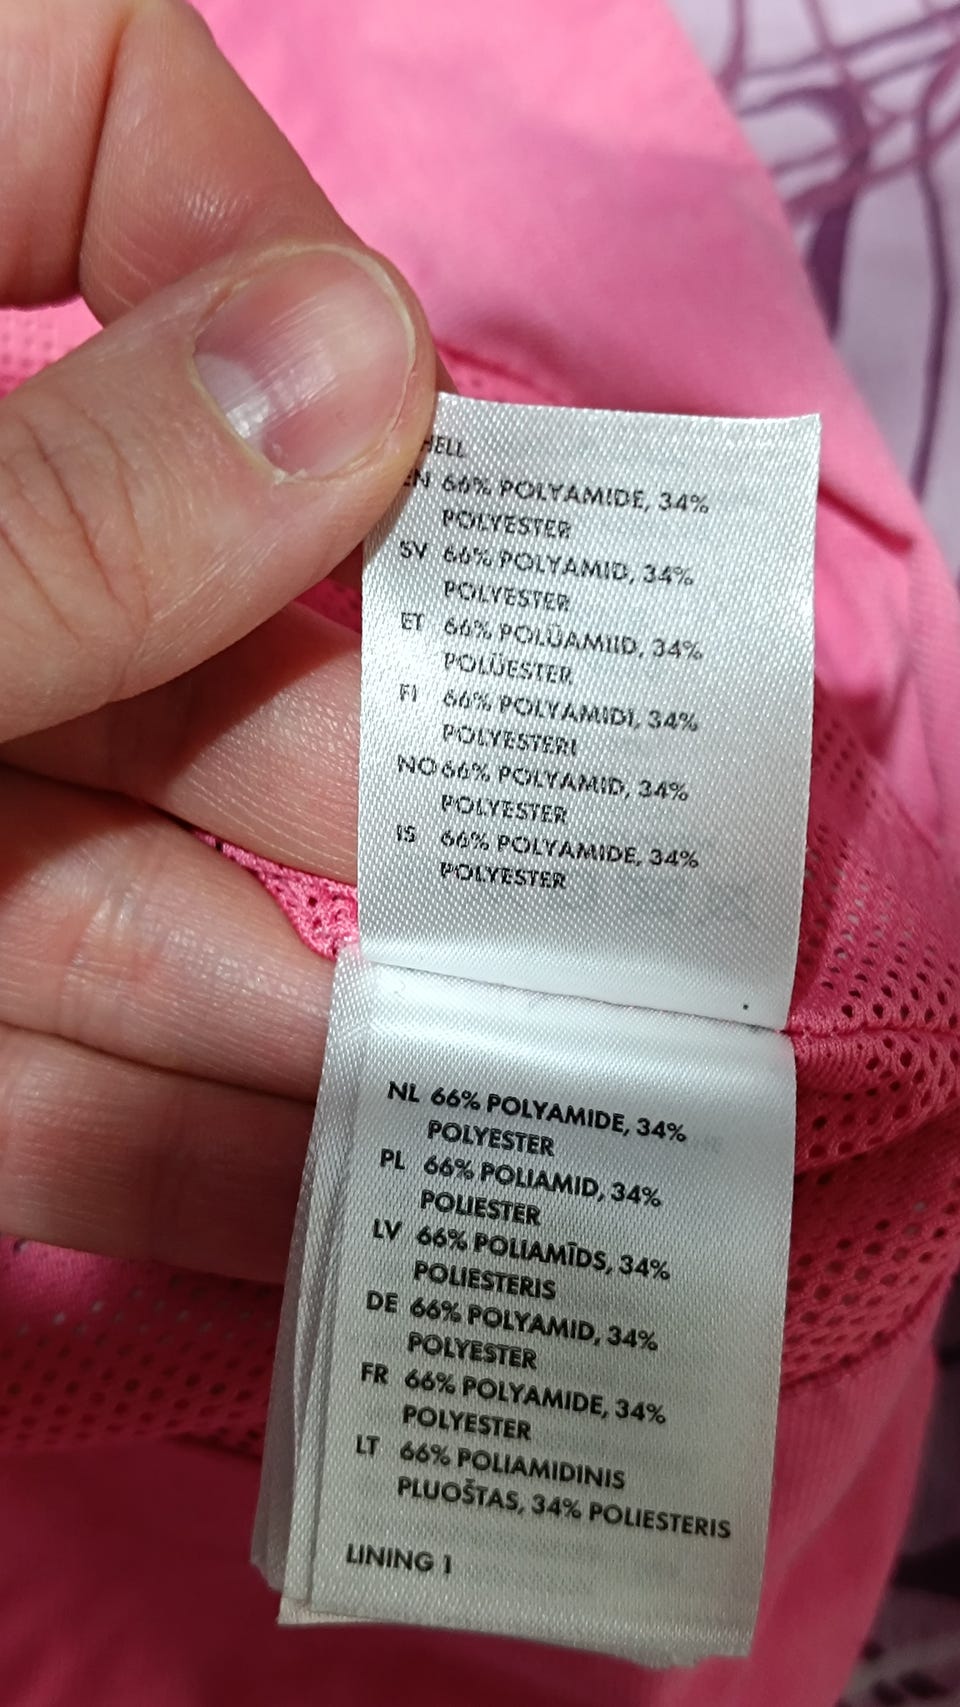 HELL
EN 66% POLYAMIDE, 34%
POLYESTER
SV 66% POLYAMID, 34%
POLYESTER
ET 66% POLÜAMIID, 34%
POLÜESTER
FI 66% POLYAMIDI, 34%
POLYESTERI
NO 66% POLYAMID, 34%
POLYESTER
IS 66% POLYAMIDE, 34%
POLYESTER
NL 66% POLYAMIDE, 34%
POLYESTER
PL 66% POLIAMID, 34%
POLIESTER
LV 66% POLIAMĪDS, 34%
POLIESTERIS
DE 66% POLYAMID, 34%
POLYESTER
FR 66% POLYAMIDE, 34%
POLYESTER
LT 66% POLIAMIDINIS
PLUOŠTAS, 34% POLIESTERIS
LINING 1